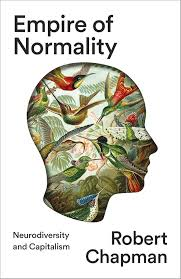 Empire of
Normality
Neurodiversity
and Capitalism
Robert
Chapman